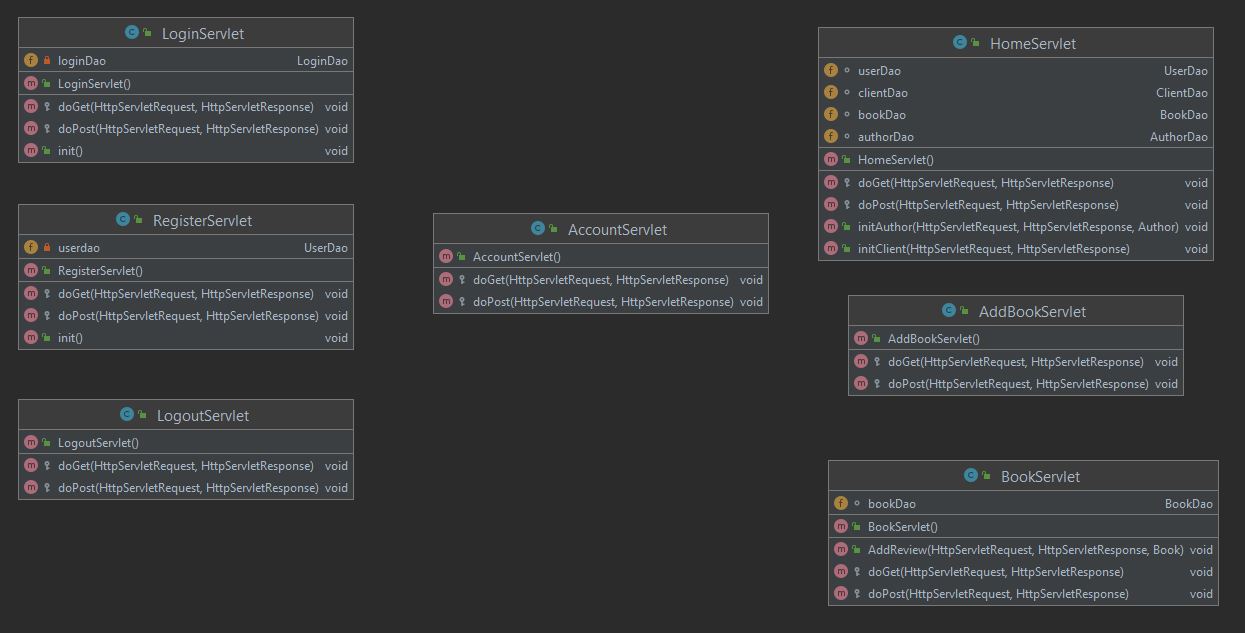 LoginServlet
loginDao LoginDao
LoginServlet()
doGet(HttpServletRequest, HttpServletResponse) void
doPost(HttpServletRequest, HttpServletResponse) void
init() void
RegisterServlet
userdao UserDao
RegisterServlet()
doGet(HttpServletRequest, HttpServletResponse) void
doPost(HttpServletRequest, HttpServletResponse) void
init() void
LogoutServlet
LogoutServlet()
doGet(HttpServletRequest, HttpServletResponse) void
doPost(HttpServletRequest, HttpServletResponse) void
AccountServlet
AccountServlet()
doGet(HttpServletRequest, HttpServletResponse) void
doPost(HttpServletRequest, HttpServletResponse) void
HomeServlet
userDao UserDao
clientDao ClientDao
bookDao BookDao
authorDao AuthorDao
HomeServlet()
doGet(HttpServletRequest, HttpServletResponse) void
doPost(HttpServletRequest, HttpServletResponse) void
initAuthor(HttpServletRequest, HttpServletResponse, Author) void
initClient(HttpServletRequest, HttpServletResponse) void
AddBookServlet
AddBookServlet()
doGet(HttpServletRequest, HttpServletResponse) void
doPost(HttpServletRequest, HttpServletResponse) void
BookServlet
bookDao BookDao
BookServlet()
AddReview(HttpServletRequest, HttpServletResponse, Book) void
doGet(HttpServletRequest, HttpServletResponse) void
doPost(HttpServletRequest, HttpServletResponse) void